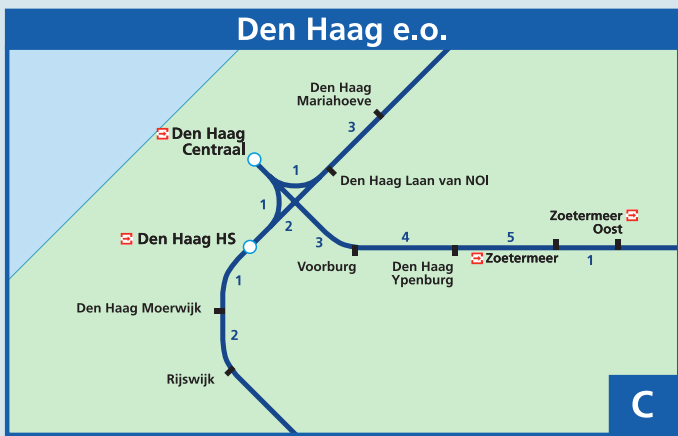 Den Haag e.o.
Den Haag
Mariahoeve
3
Den Haag
Centraal
1
Den Haag Laan van NOI
1
2
Den Haag HS
3
4
5
Zoetermeer
Oost
1
Voorburg
Den Haag
Ypenburg
Zoetermeer
1
Den Haag Moerwijk
2
Rijswijk
C